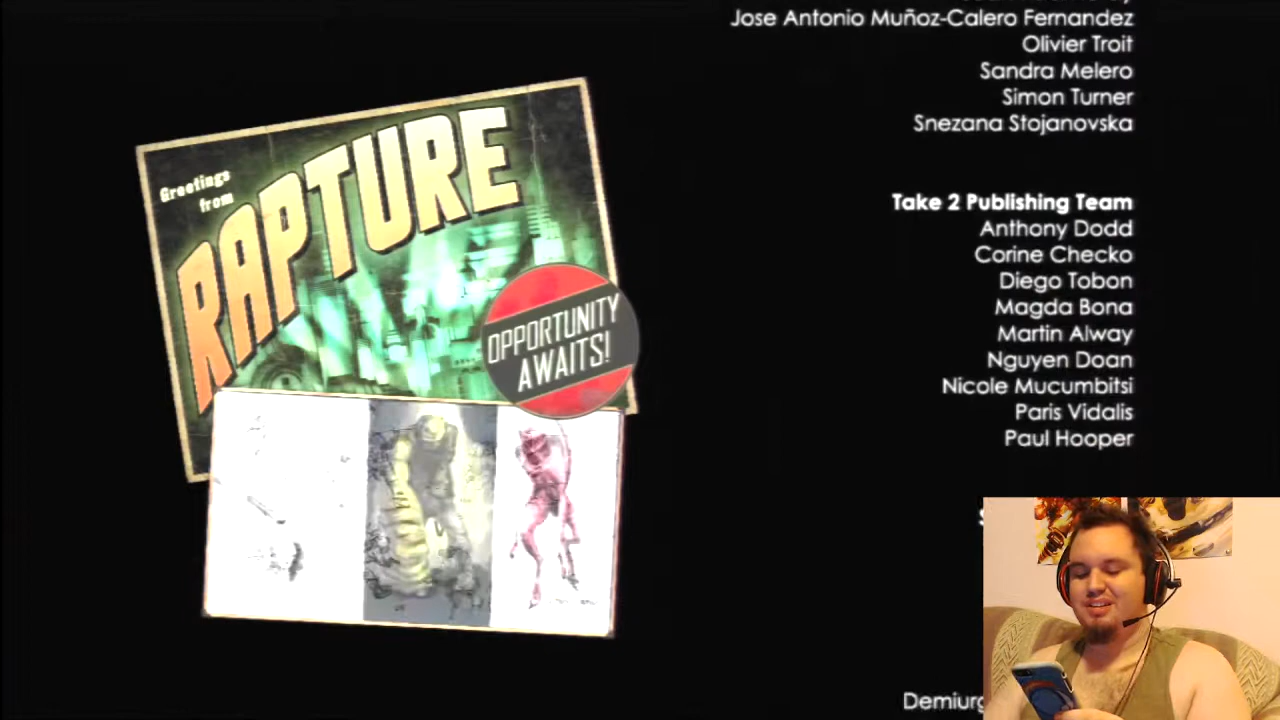 Greetings
from
RAPTURE
OPPORTUNITY
AWAITS!
Jose Antonio Muñoz-Calero Fernandez
Olivier Troit
Sandra Melero
Simon Turner
Snezana Stojanovska
Take 2 Publishing Team
Anthony Dodd
Corine Checko
Diego Tobon
Magda Bona
Martin Alway
Nguyen Doan
Nicole Mucumbitsi
Paris Vidalis
Paul Hooper